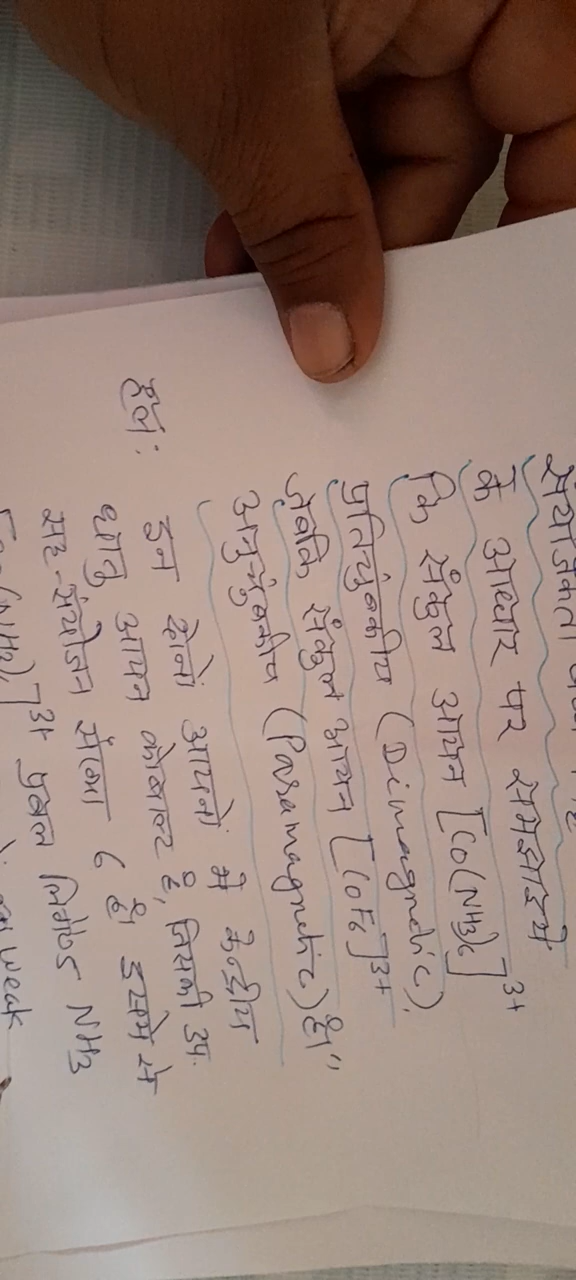 के आधार पर समझाइये
कि संकुल आयन [Co(NH3)6]3+
प्रतिचुंबकीय (Dimagnetic),
जबकि संकुल आयन [CoF6]3+
अनुचुंबकीय (Paramagnetic) है।"
हल:
इन दोनो आयनों में केन्द्रीय
धातु आयन कोबाल्ट है, जिसकी उप.
सह-संयोजन संख्या 6 है। इसमे से
]3+ प्रबल लिगेण्ड NH3
weak